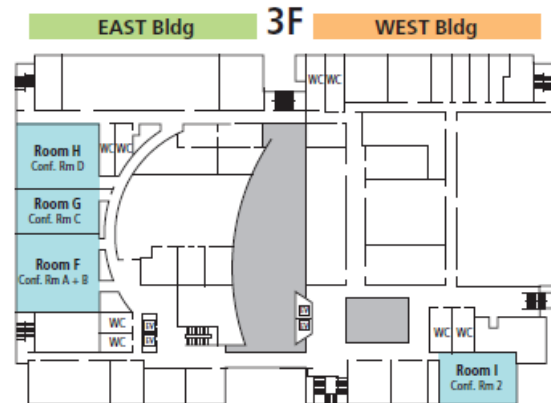 EAST Bldg
3F
WEST Bldg
WC WC
Room H
Conf. Rm D
WC WC
Room G
Conf. Rm C
Room F
Conf. Rm A + B
WC
WC
EV
EV
EV
EV
WC WC
Room I
Conf. Rm 2